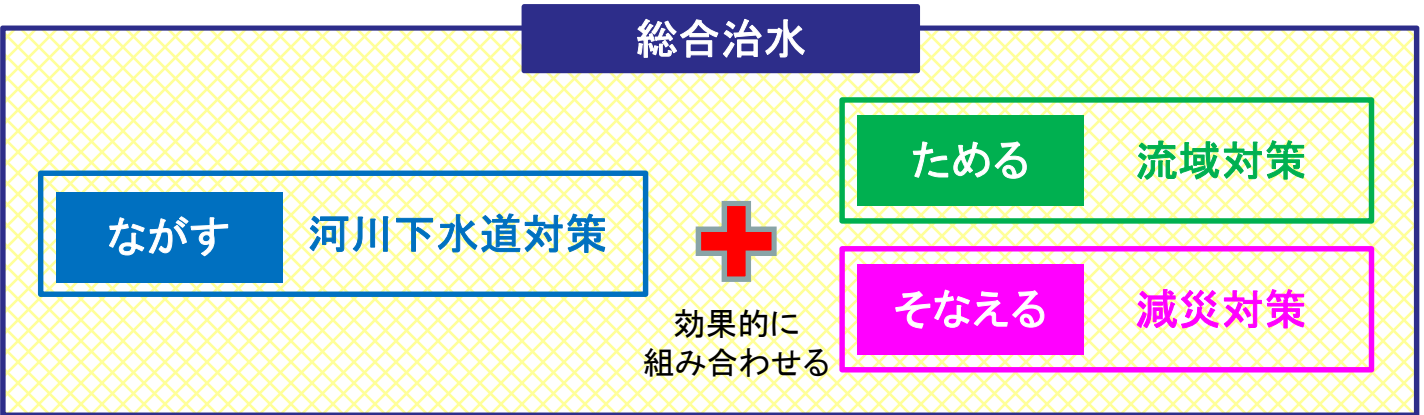 総合治水
ながす 河川下水道対策
効果的に
組み合わせる
ためる 流域対策
そなえる 減災対策